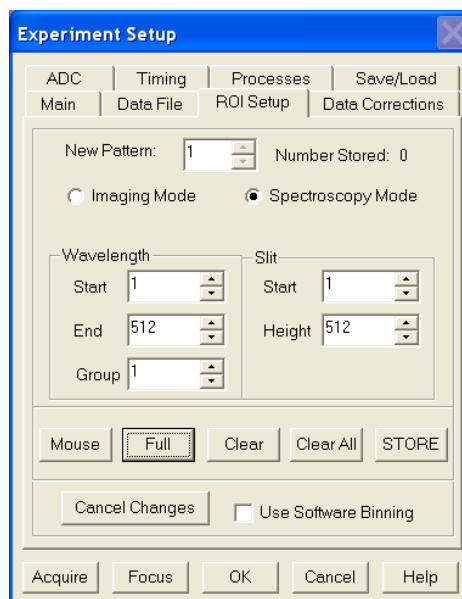 Experiment Setup
ADC Timing Processes Save/Load
Main Data File ROI Setup Data Corrections
New Pattern: 1 Number Stored: 0
Imaging Mode Spectroscopy Mode
Wavelength Slit
Start 1 Start 1
End 512 Height 512
Group 1
Mouse Full Clear Clear All STORE
Cancel Changes Use Software Binning
Acquire Focus OK Cancel Help